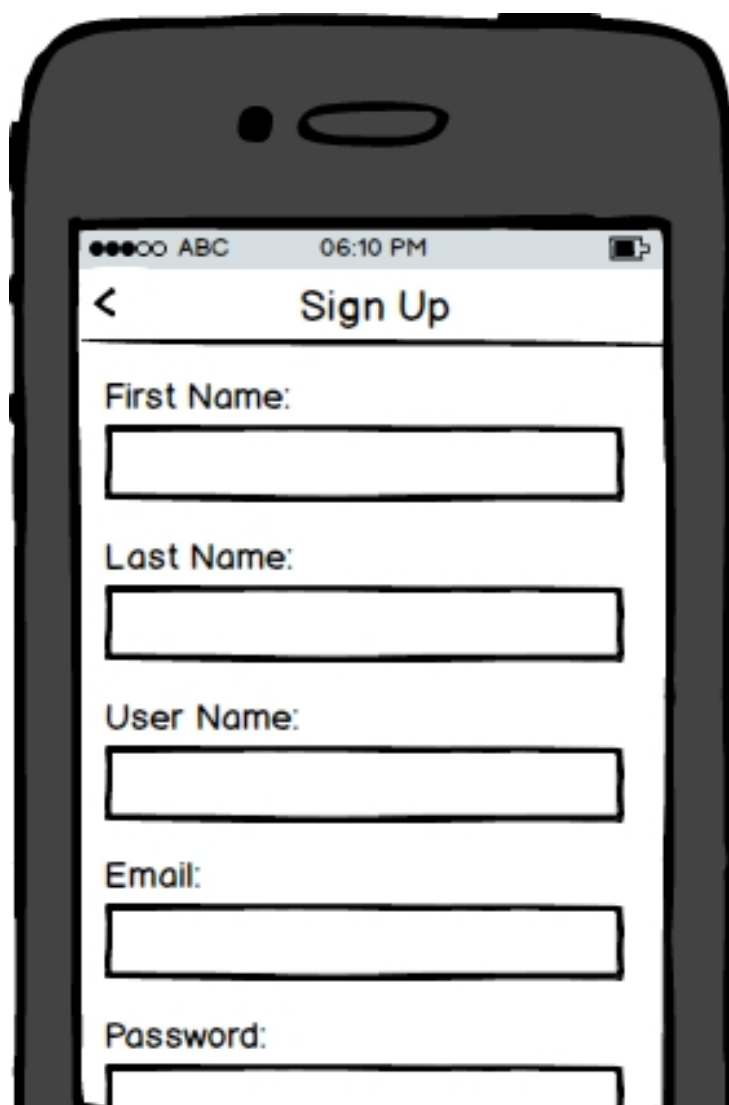 ABC 06:10 PM
Sign Up
First Name:
Last Name:
User Name:
Email:
Password: